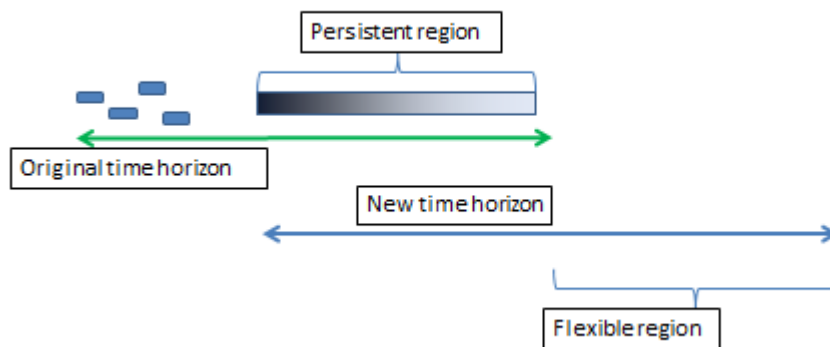 Persistent region
Original time horizon
New time horizon
Flexible region